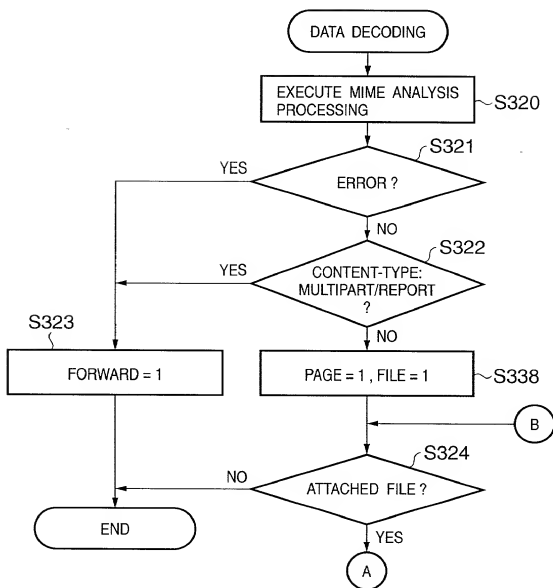 DATA DECODING
EXECUTE MIME ANALYSIS
PROCESSING
S320
S321
YES
ERROR ?
NO
S322
YES
CONTENT-TYPE:
MULTIPART/REPORT
?
NO
S323
FORWARD = 1
PAGE = 1 , FILE = 1
S338
B
S324
NO
ATTACHED FILE ?
END
YES
A